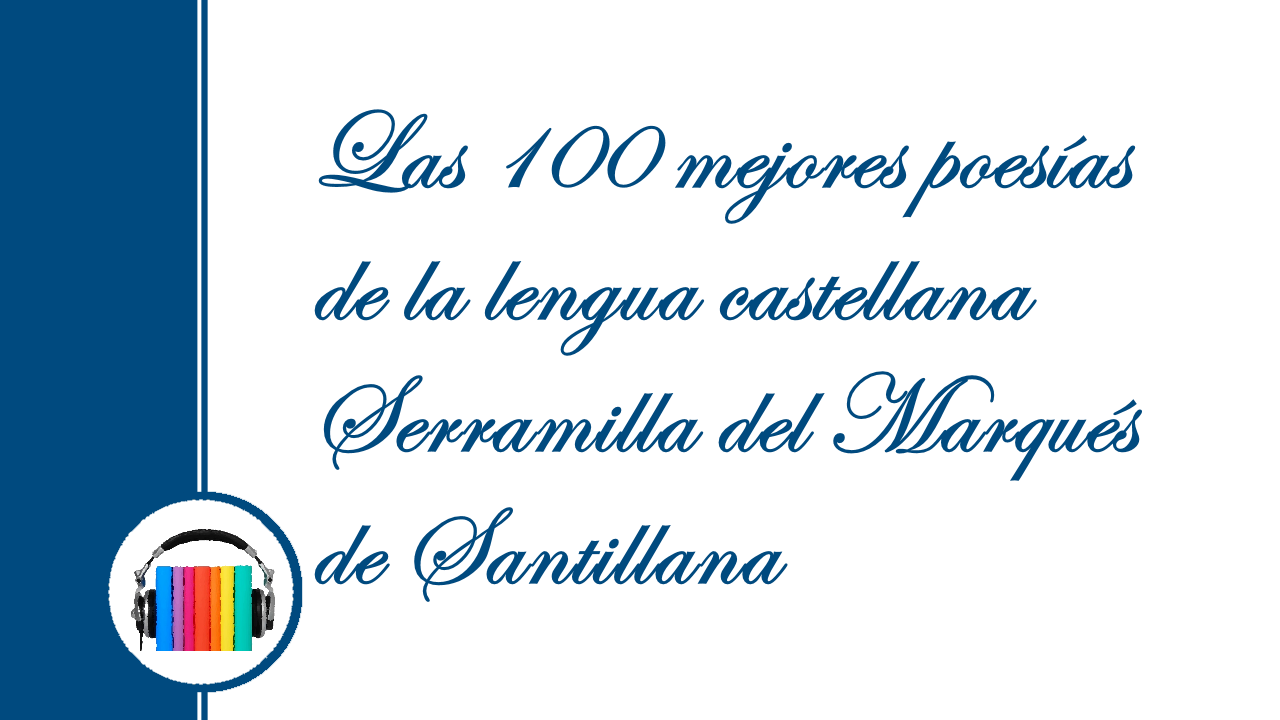 Las 100 mejores poesías
de la lengua castellana
Serramilla del Marqués
de Santillana